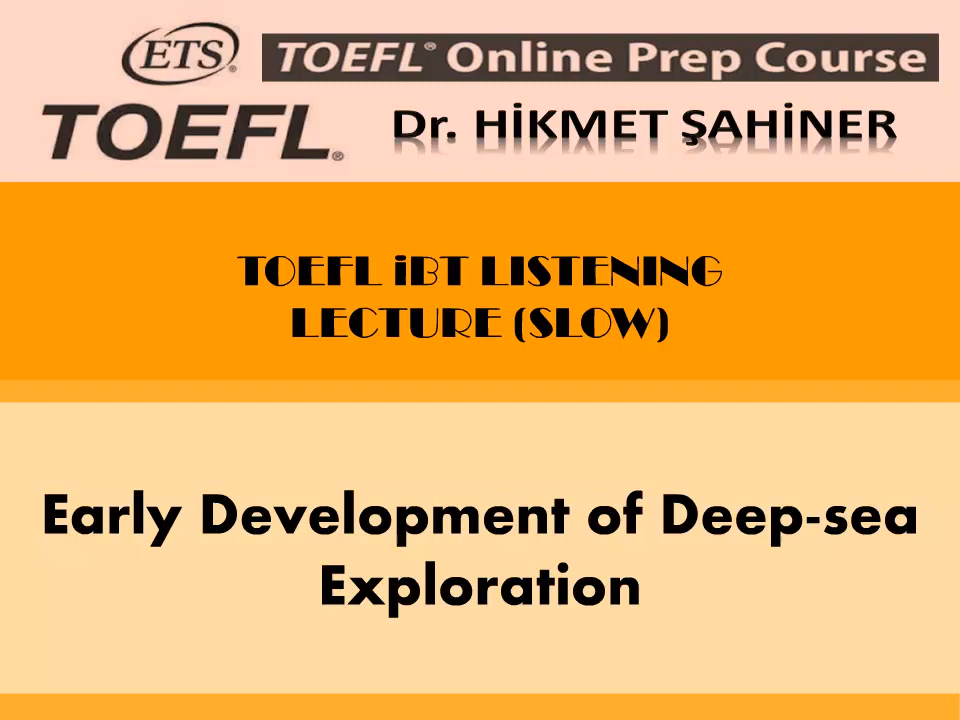 ETS®
TOEFL® Online Prep Course
TOEFL®
Dr. HİKMET ŞAHİNER
TOEFL iBT LISTENING
LECTURE (SLOW)
Early Development of Deep-sea
Exploration